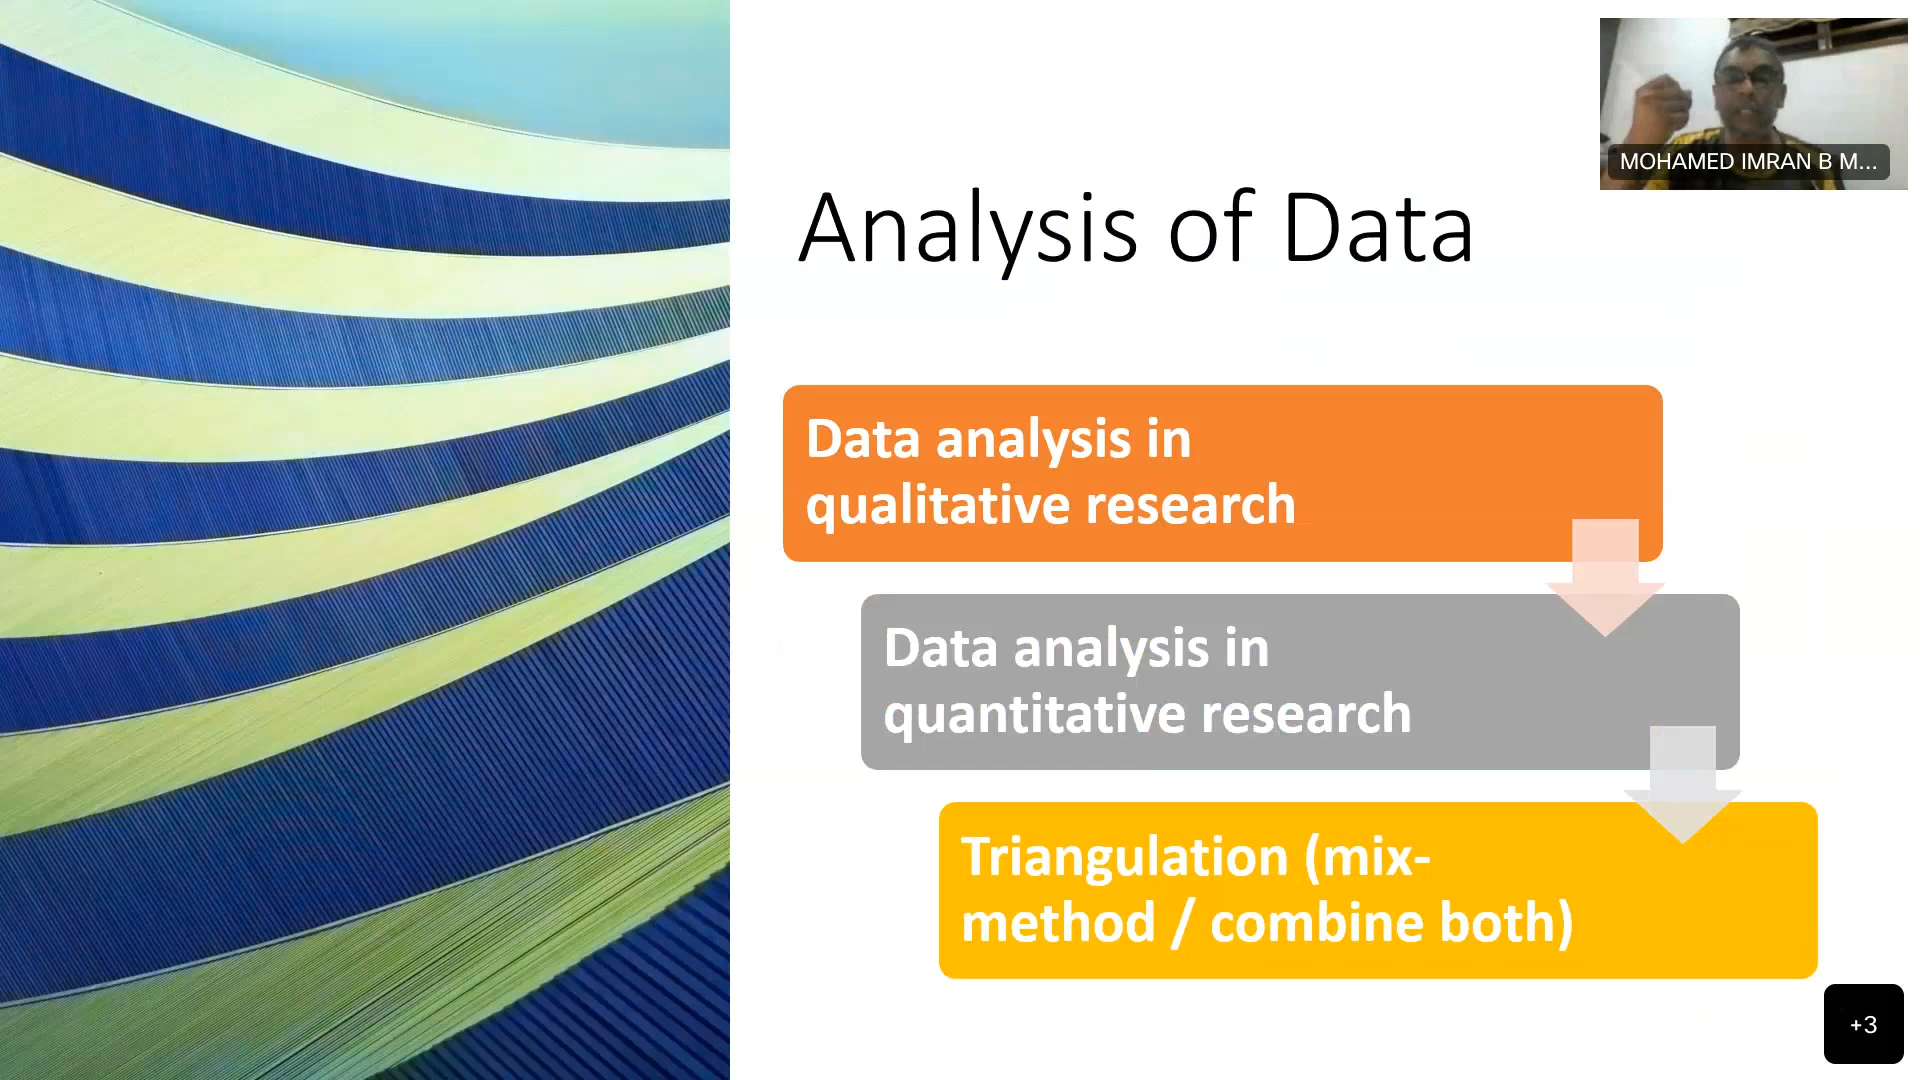 MOHAMED IMRAN B M...
Analysis of Data
Data analysis in
qualitative research
Data analysis in
quantitative research
Triangulation (mix-
method / combine both)
+3